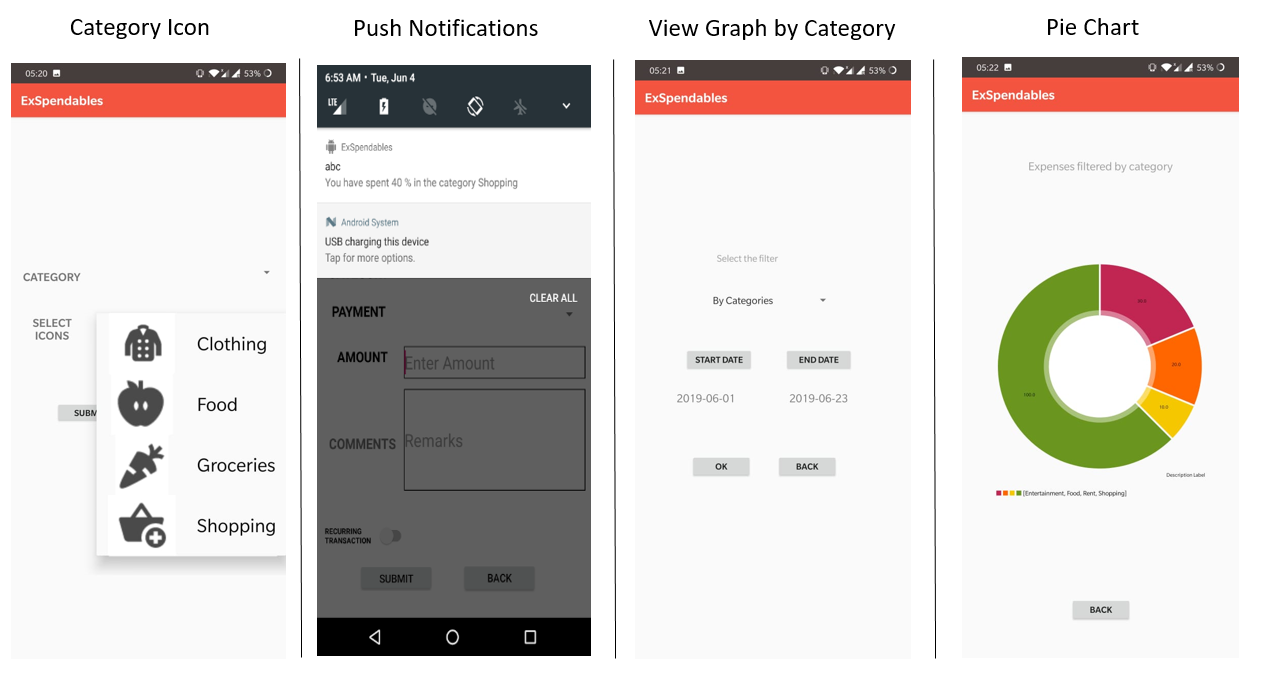 Category Icon
05:20
53%
ExSpendables
CATEGORY
SELECT
ICONS
SUBM
Clothing
Food
Groceries
Shopping
Push Notifications
6:53 AM • Tue, Jun 4
LTE
ExSpendables
abc
You have spent 40 % in the category Shopping
Android System
USB charging this device
Tap for more options.
CLEAR ALL
PAYMENT
AMOUNT
Enter Amount
COMMENTS
Remarks
RECURRING
TRANSACTION
SUBMIT
BACK
View Graph by Category
05:21
53%
ExSpendables
Select the filter
By Categories
START DATE
END DATE
2019-06-01
2019-06-23
OK
BACK
Pie Chart
05:22
53%
ExSpendables
Expenses filtered by category
20.0
10.0
100.0
Description Label
[Entertainment, Food, Rent, Shopping]
BACK